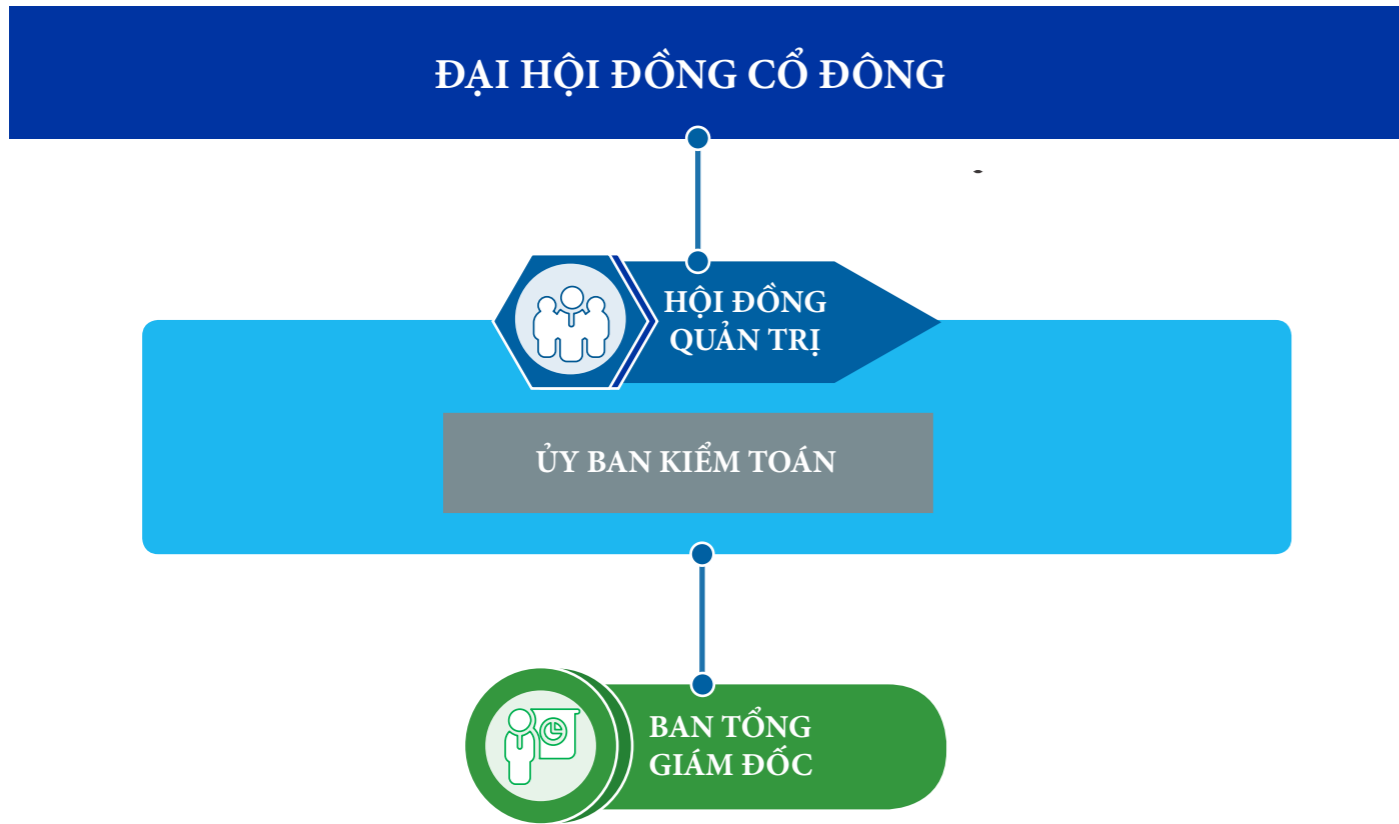 ĐẠI HỘI ĐỒNG CỔ ĐÔNG
HỘI ĐỒNG
QUẢN TRỊ
ỦY BAN KIỂM TOÁN
BAN TỔNG
GIÁM ĐỐC